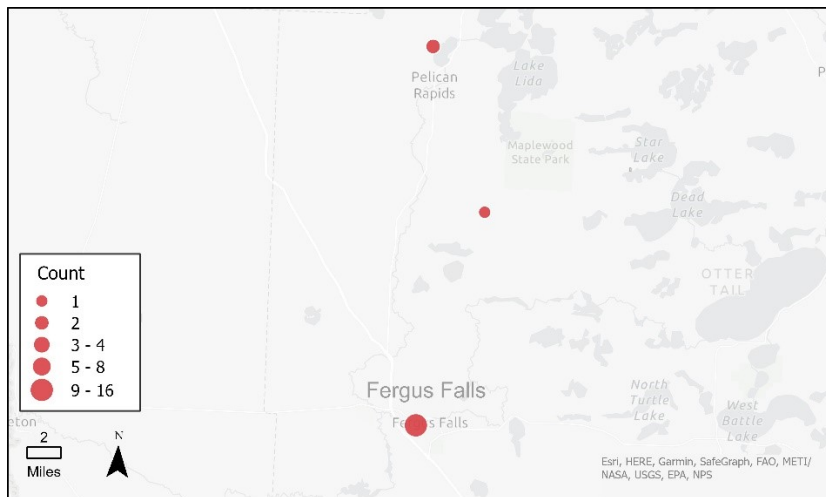 Pelican
Rapids
Lake
Lida
P
Maplewood
State Park
Star
Lake
Dead
Lake
OTTER
TAIL
Count
1
2
3 - 4
5 - 8
9 - 16
Fergus Falls
Fergus Falls
North
Turtle
Lake
West
Battle
Lake
eton
2
Miles
N
Esri, HERE, Garmin, SafeGraph, FAO, METI/
NASA, USGS, EPA, NPS